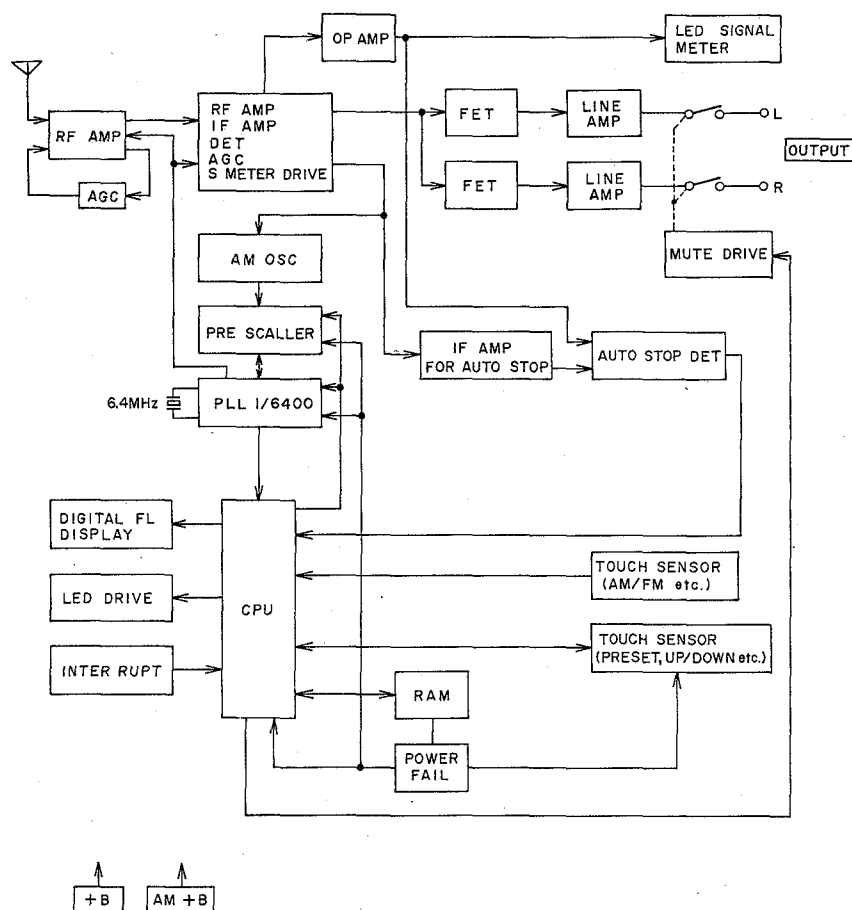 OP AMP
LED SIGNAL
METER
RF AMP
AGC
RF AMP
IF AMP
DET
AGC
S METER DRIVE
FET
LINE
AMP
L
OUTPUT
FET
LINE
AMP
R
MUTE DRIVE
AM OSC
PRE SCALLER
IF AMP
FOR AUTO STOP
AUTO STOP DET
6.4MHz
PLL 1/6400
DIGITAL FL
DISPLAY
CPU
TOUCH SENSOR
(AM/FM etc.)
LED DRIVE
TOUCH SENSOR
(PRESET, UP/DOWN etc.)
INTER RUPT
RAM
POWER
FAIL
+B
AM +B